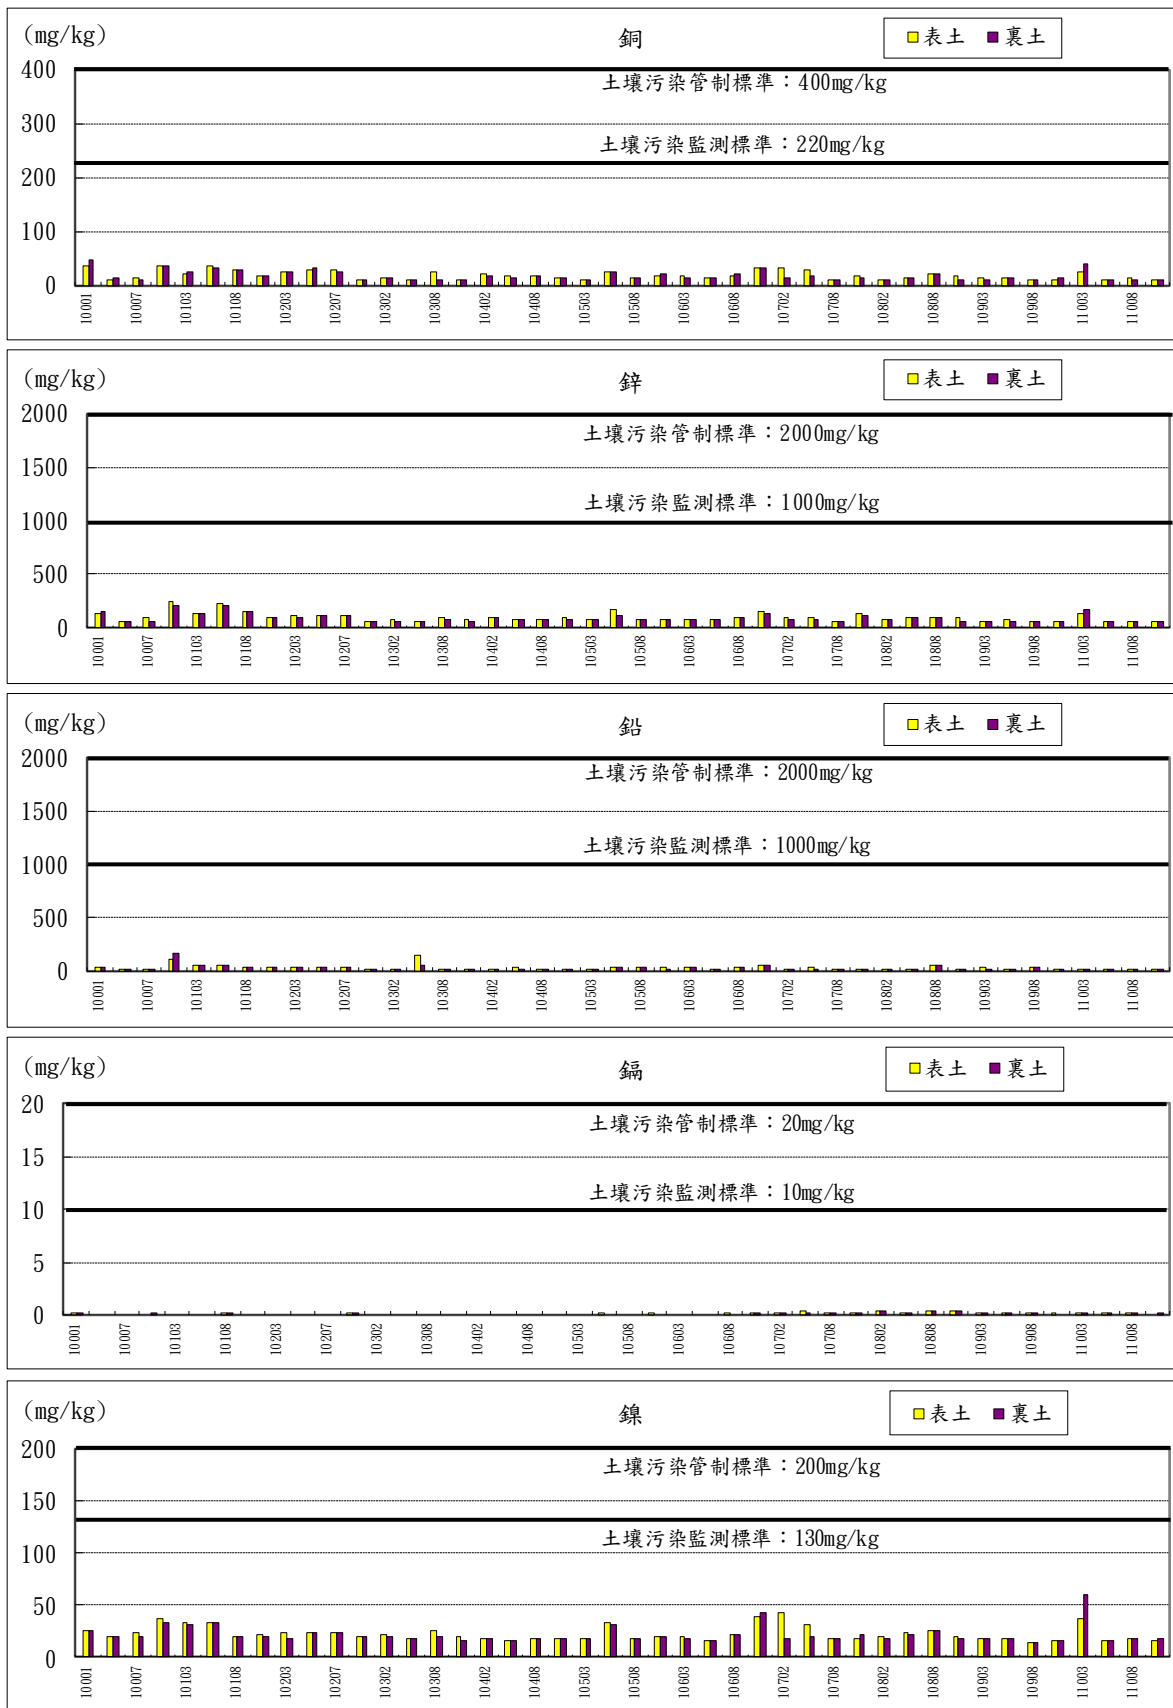 (mg/kg)
銅
表土 裏土
400
土壤污染管制標準：400mg/kg
300
土壤污染監測標準：220mg/kg
200
100
0
10001 10007 10103 10108 10203 10207 10302 10308 10402 10408 10503 10508 10603 10608 10702 10708 10802 10808 10903 10908 11003 11008
(mg/kg)
鋅
表土 裏土
2000
土壤污染管制標準：2000mg/kg
1500
土壤污染監測標準：1000mg/kg
1000
500
0
10001 10007 10103 10108 10203 10207 10302 10308 10402 10408 10503 10508 10603 10608 10702 10708 10802 10808 10903 10908 11003 11008
(mg/kg)
鉛
表土 裏土
2000
土壤污染管制標準：2000mg/kg
1500
土壤污染監測標準：1000mg/kg
1000
500
0
10001 10007 10103 10108 10203 10207 10302 10308 10402 10408 10503 10508 10603 10608 10702 10708 10802 10808 10903 10908 11003 11008
(mg/kg)
鎘
表土 裏土
20
土壤污染管制標準：20mg/kg
15
土壤污染監測標準：10mg/kg
10
5
0
10001 10007 10103 10108 10203 10207 10302 10308 10402 10408 10503 10508 10603 10608 10702 10708 10802 10808 10903 10908 11003 11008
(mg/kg)
鎳
表土 裏土
200
土壤污染管制標準：200mg/kg
150
土壤污染監測標準：130mg/kg
100
50
0
10001 10007 10103 10108 10203 10207 10302 10308 10402 10408 10503 10508 10603 10608 10702 10708 10802 10808 10903 10908 11003 11008